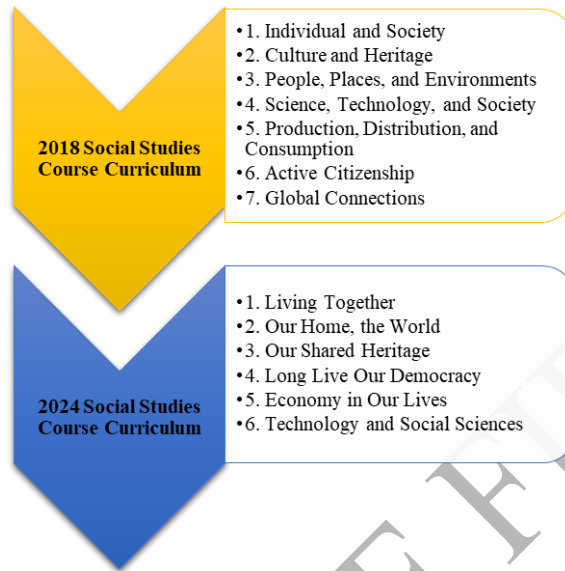 2018 Social Studies
Course Curriculum
•1. Individual and Society
•2. Culture and Heritage
•3. People, Places, and Environments
•4. Science, Technology, and Society
•5. Production, Distribution, and
Consumption
•6. Active Citizenship
•7. Global Connections
2024 Social Studies
Course Curriculum
•1. Living Together
•2. Our Home, the World
•3. Our Shared Heritage
•4. Long Live Our Democracy
•5. Economy in Our Lives
•6. Technology and Social Sciences